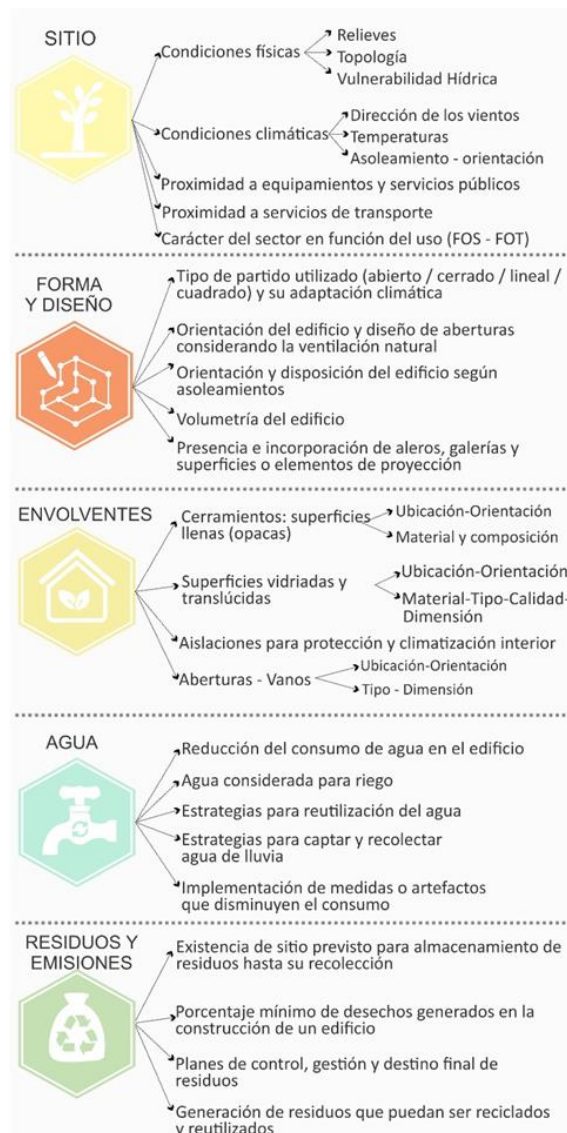 SITIO
Condiciones físicas
Relieves
Topología
Vulnerabilidad Hídrica
Condiciones climáticas
Dirección de los vientos
Temperaturas
Asoleamiento - orientación
Proximidad a equipamientos y servicios públicos
Proximidad a servicios de transporte
Carácter del sector en función del uso (FOS - FOT)
FORMA
Y DISEÑO
Tipo de partido utilizado (abierto / cerrado / lineal /
cuadrado) y su adaptación climática
Orientación del edificio y diseño de aberturas
considerando la ventilación natural
Orientación y disposición del edificio según
asoleamientos
Volumetría del edificio
Presencia e incorporación de aleros, galerías y
superficies o elementos de proyección
ENVOLVENTES
Cerramientos: superficies
llenas (opacas)
Ubicación-Orientación
Material y composición
Superficies vidriadas y
translúcidas
Ubicación-Orientación
Material-Tipo-Calidad-
Dimensión
Aislaciones para protección y climatización interior
Aberturas - Vanos
Ubicación-Orientación
Tipo - Dimensión
AGUA
Reducción del consumo de agua en el edificio
Agua considerada para riego
Estrategias para reutilización del agua
Estrategias para captar y recolectar
agua de lluvia
Implementación de medidas o artefactos
que disminuyen el consumo
RESIDUOS Y
EMISIONES
Existencia de sitio previsto para almacenamiento de
residuos hasta su recolección
Porcentaje mínimo de desechos generados en la
construcción de un edificio
Planes de control, gestión y destino final de
residuos
Generación de residuos que puedan ser reciclados
y reutilizados